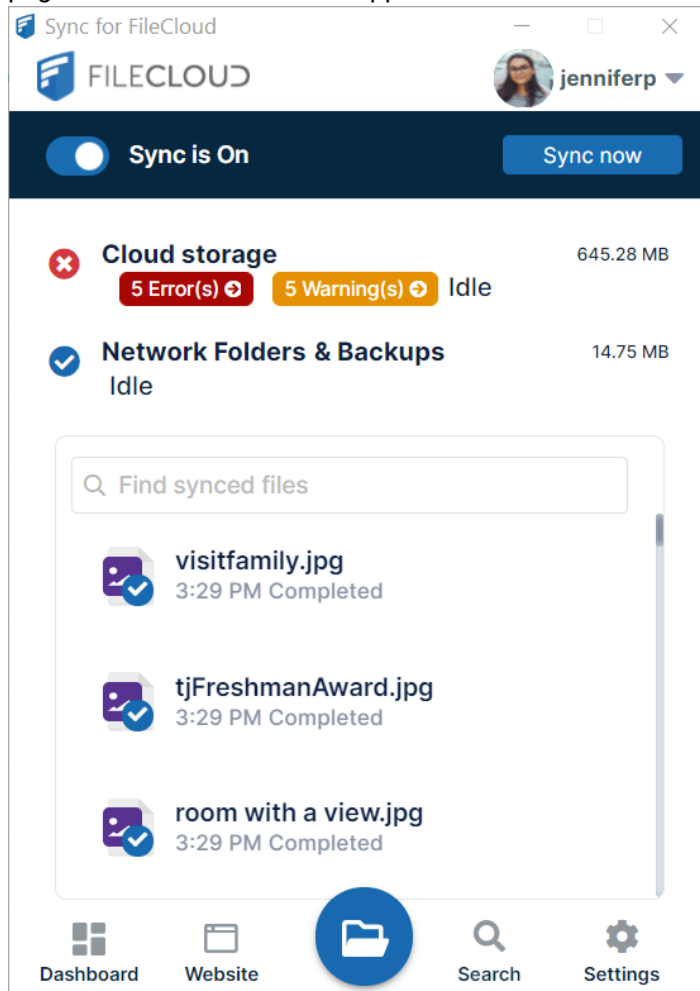 Sync for FileCloud
FILECLOUD
jenniferp
Sync is On
Sync now
Cloud storage
645.28 MB
5 Error(s)
5 Warning(s)
Idle
Network Folders & Backups
14.75 MB
Idle
Find synced files
visitfamily.jpg
3:29 PM Completed
tjFreshmanAward.jpg
3:29 PM Completed
room with a view.jpg
3:29 PM Completed
Dashboard
Website
Search
Settings